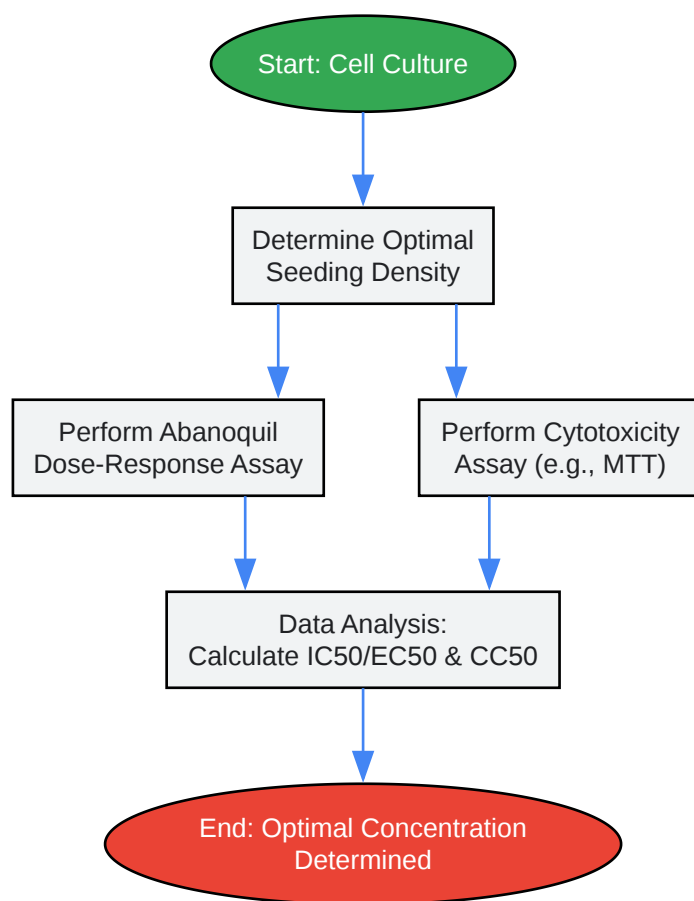 Start: Cell Culture
Determine Optimal
Seeding Density
Perform Abanoquil
Dose-Response Assay
Perform Cytotoxicity
Assay (e.g., MTT)
Data Analysis:
Calculate IC50/EC50 & CC50
End: Optimal Concentration
Determined